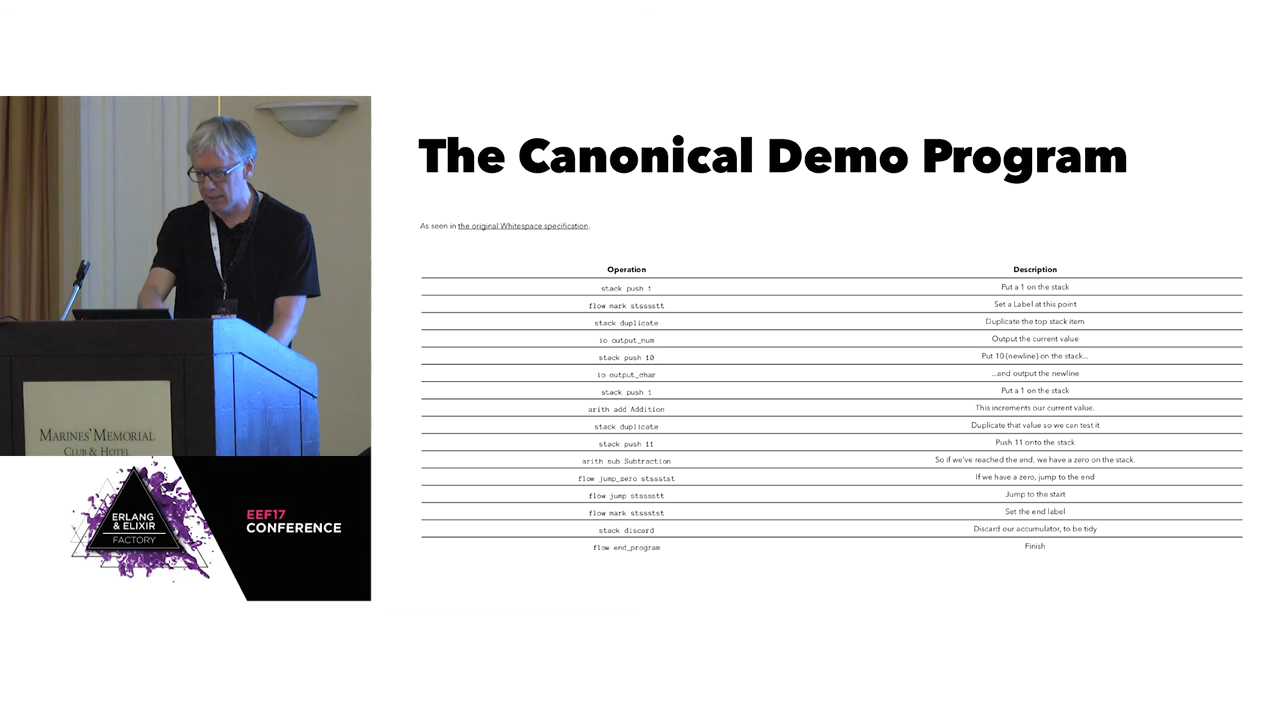 The Canonical Demo Program
As seen in the original Whitespace specification.
Operation Description
stack push 1 Put a 1 on the stack
flow mark stsssstt Set a Label at this point
stack duplicate Duplicate the top stack item
io output_num Output the current value
stack push 10 Put 10 (newline) on the stack...
io output_char ...and output the newline
stack push 1 Put a 1 on the stack
arith add Addition This increments our current value.
stack duplicate Duplicate that value so we can test it
stack push 11 Push 11 onto the stack
arith sub Subtraction So if we've reached the end, we have a zero on the stack.
flow jump_zero stssstst If we have a zero, jump to the end
flow jump stsssstt Jump to the start
flow mark stssstst Set the end label
stack discard Discard our accumulator, to be tidy
flow end_program Finish
MARINES' MEMORIAL
CLUB & HOTEL
ERLANG
& ELIXIR
FACTORY
EEF17
CONFERENCE